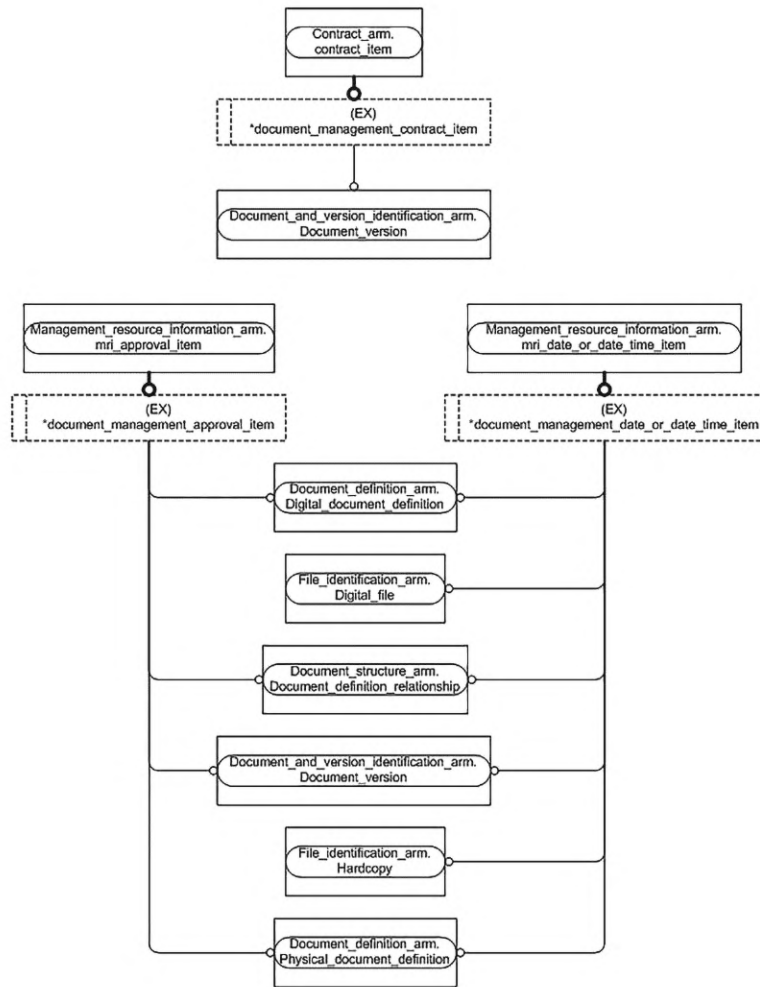 Contract_arm.
contract_item
(EX)
*document_management_contract_item
Document_and_version_identification_arm.
Document_version
Management_resource_information_arm.
mri_approval_item
Management_resource_information_arm.
mri_date_or_date_time_item
(EX)
*document_management_approval_item
(EX)
*document_management_date_or_date_time_item
Document_definition_arm.
Digital_document_definition
File_identification_arm.
Digital_file
Document_structure_arm.
Document_definition_relationship
Document_and_version_identification_arm.
Document_version
File_identification_arm.
Hardcopy
Document_definition_arm.
Physical_document_definition